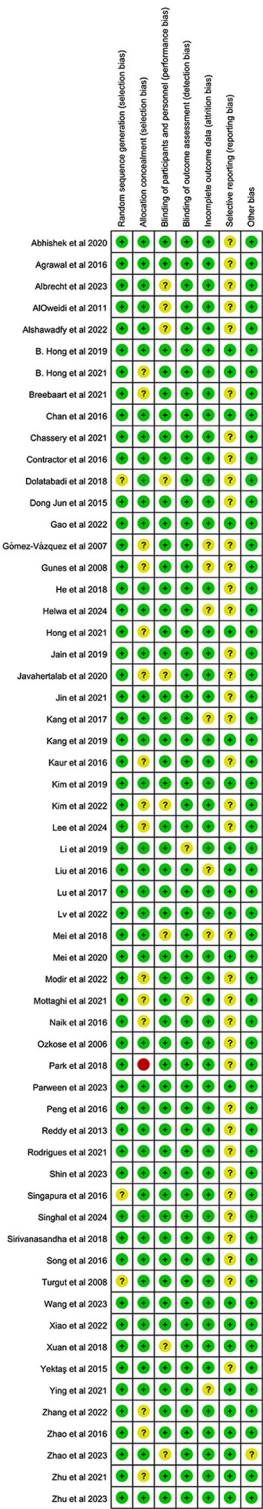 Random sequence generation (selection bias)
Allocation concealment (selection bias)
Blinding of participants and personnel (performance bias)
Blinding of outcome assessment (detection bias)
Incomplete outcome data (attrition bias)
Selective reporting (reporting bias)
Other bias
Abhishek et al 2020 + + + + + ? +
Agrawal et al 2016 + + + + + ? +
Albrecht et al 2023 + + ? + + ? +
AlOweidi et al 2011 + + ? + + ? +
Alshawadfy et al 2022 + + ? + + ? +
B. Hong et al 2019 + + + + + + +
B. Hong et al 2021 + ? + + + + +
Breebaart et al 2021 + ? + + + ? +
Chan et al 2016 + + + + + + +
Chassery et al 2021 + + + + + ? +
Contractor et al 2016 + + + + + ? +
Dolatabadi et al 2018 ? + ? + + ? +
Dong Jun et al 2015 + + + + + ? +
Gao et al 2022 + + + + + + +
Gómez-Vázquez et al 2007 + ? + + ? ? +
Gunes et al 2008 + ? + + ? ? +
He et al 2018 + + + + + ? +
Helwa et al 2024 + + + + ? ? +
Hong et al 2021 + ? + + + + +
Jain et al 2019 + + + + + ? +
Javahertalab et al 2020 + ? ? + + ? +
Jin et al 2021 + + + + + ? +
Kang et al 2017 + + + + ? ? +
Kang et al 2019 + + + + + + +
Kaur et al 2016 + ? + + + ? +
Kim et al 2019 + + + + + + +
Kim et al 2022 + ? ? + + ? +
Lee et al 2024 + ? + + + ? +
Li et al 2019 + + + ? + + +
Liu et al 2016 + + + + ? + +
Lu et al 2017 + + + + + + +
Lv et al 2022 + + + + + + +
Mei et al 2018 + + ? + ? ? +
Mei et al 2020 + + + + + + +
Modir et al 2022 + ? + + + ? +
Mottaghi et al 2021 + ? + ? + ? +
Naik et al 2016 + ? + + + ? +
Ozkose et al 2006 + + + + + ? +
Park et al 2018 + + + + ? +
Parween et al 2023 + + + + + + +
Peng et al 2016 + + + + + ? +
Reddy et al 2013 + + + + + ? +
Rodrigues et al 2021 + + + + + ? +
Shin et al 2023 + + + + + ? +
Singapura et al 2016 ? + + + + ? +
Singhal et al 2024 + + + + + ? +
Sirivanasandha et al 2018 + + + + + ? +
Song et al 2016 + + + + + ? +
Turgut et al 2008 ? + + + + ? +
Wang et al 2023 + + + + + + +
Xiao et al 2022 + + + + + + +
Xuan et al 2018 + + ? + + + +
Yektaş et al 2015 + + + + + ? +
Ying et al 2021 + + + + ? + +
Zhang et al 2022 + ? + + + + +
Zhao et al 2016 + ? + + + + +
Zhao et al 2023 + + ? + + + ?
Zhu et al 2021 + ? + + + + +
Zhu et al 2023 + + + + + + +